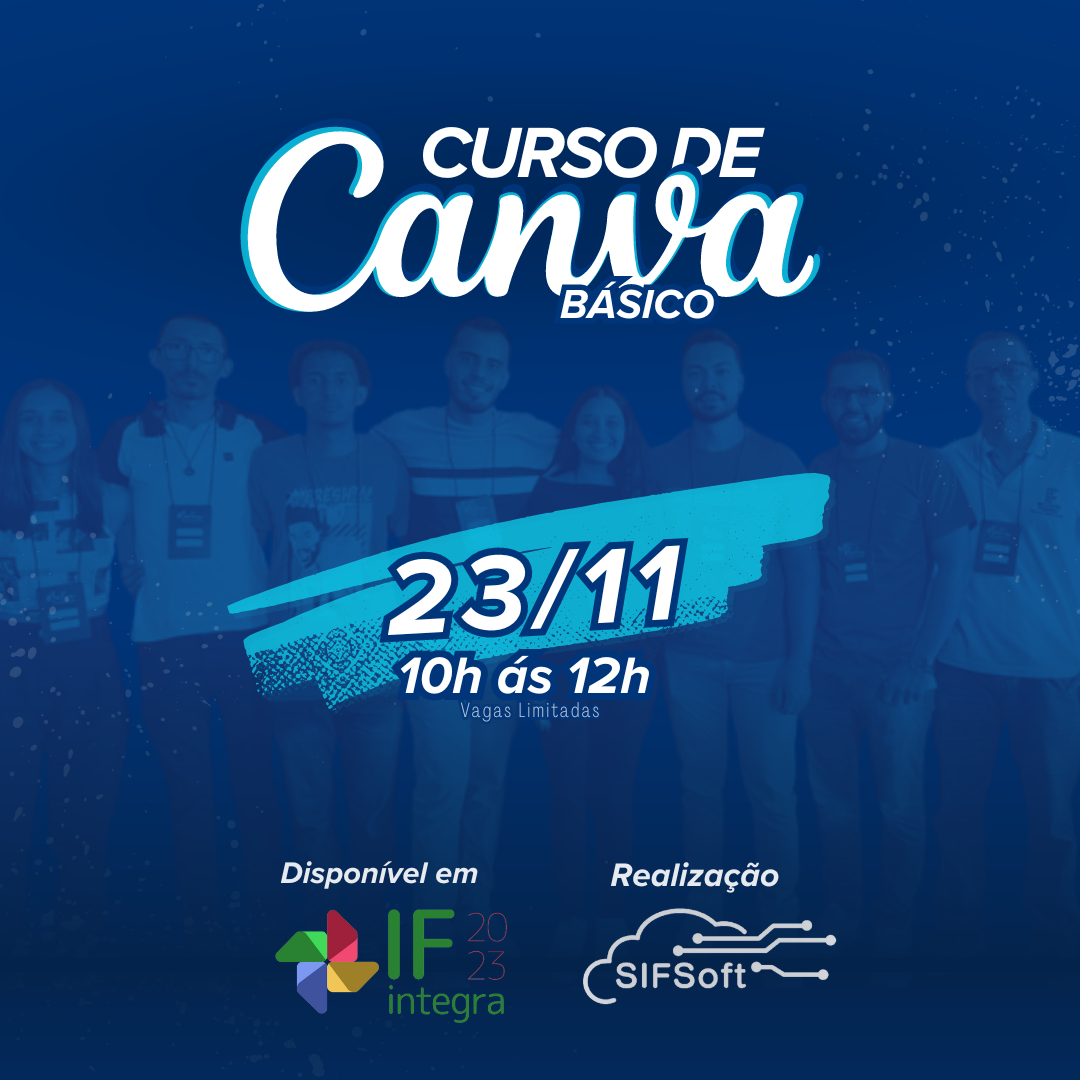 CURSO DE
Canva
BÁSICO
23/11
10h ás 12h
Vagas Limitadas
Disponível em
Realização
IF 20
23
integra
SIFSoft